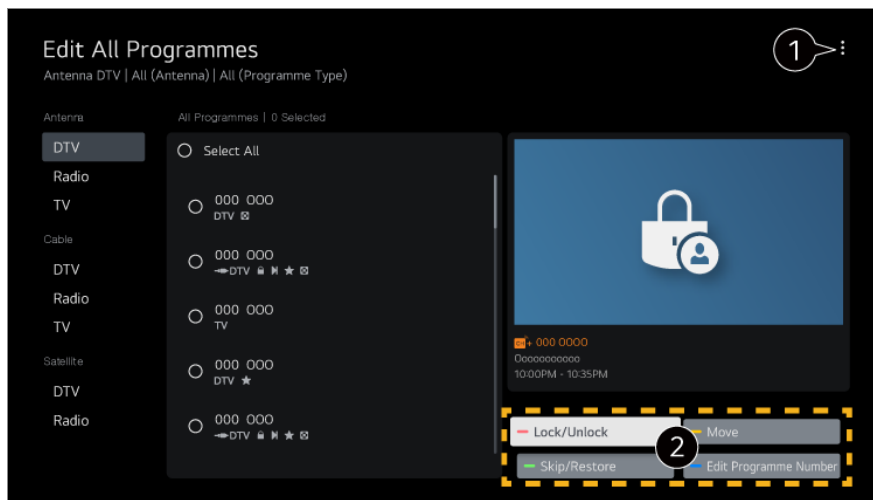 Edit All Programmes
Antenna DTV | All (Antenna) | All (Programme Type)
1
Antenna
DTV
Radio
TV
Cable
DTV
Radio
TV
Satellite
DTV
Radio
All Programmes | 0 Selected
Select All
000 000
DTV
000 000
DTV
000 000
TV
000 000
DTV
000 000
DTV
000 0000
Ooooooooooo
10:00PM - 10:35PM
Lock/Unlock
Move
2
Skip/Restore
Edit Programme Number